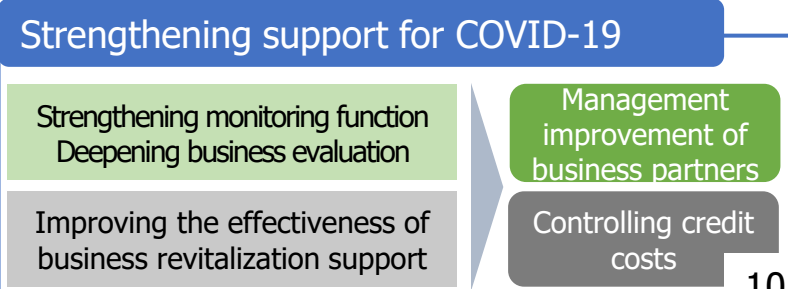 Strengthening support for COVID-19
Strengthening monitoring function
Deepening business evaluation
Management
improvement of
business partners
Improving the effectiveness of
business revitalization support
Controlling credit
costs
10